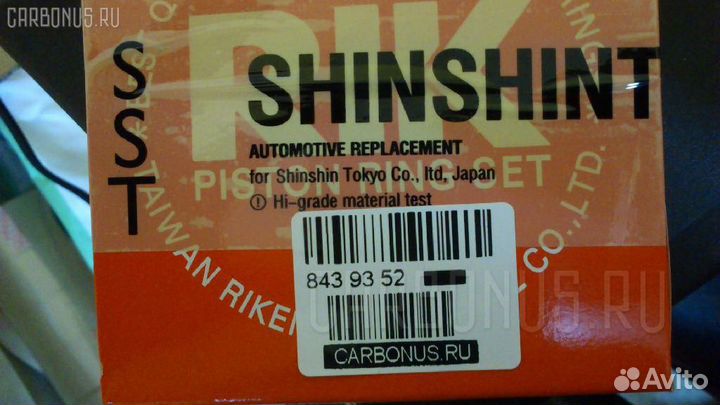 CARBONUS.RU
SST
RIK
SHINSHINT
AUTOMOTIVE REPLACEMENT
for Shinshin Tokyo Co., ltd, Japan
PISTON RING SET
Hi-grade material test
BEST
TAIWAN RIKEN
CO.,LTD.
843 93 52
CARBONUS.RU
CARBONUS.RU
Avito